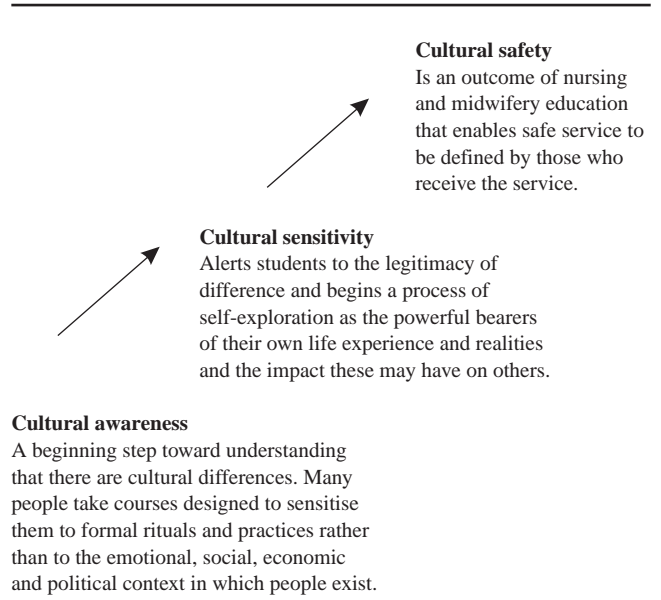 Cultural safety
Is an outcome of nursing
and midwifery education
that enables safe service to
be defined by those who
receive the service.
Cultural sensitivity
Alerts students to the legitimacy of
difference and begins a process of
self-exploration as the powerful bearers
of their own life experience and realities
and the impact these may have on others.
Cultural awareness
A beginning step toward understanding
that there are cultural differences. Many
people take courses designed to sensitise
them to formal rituals and practices rather
than to the emotional, social, economic
and political context in which people exist.